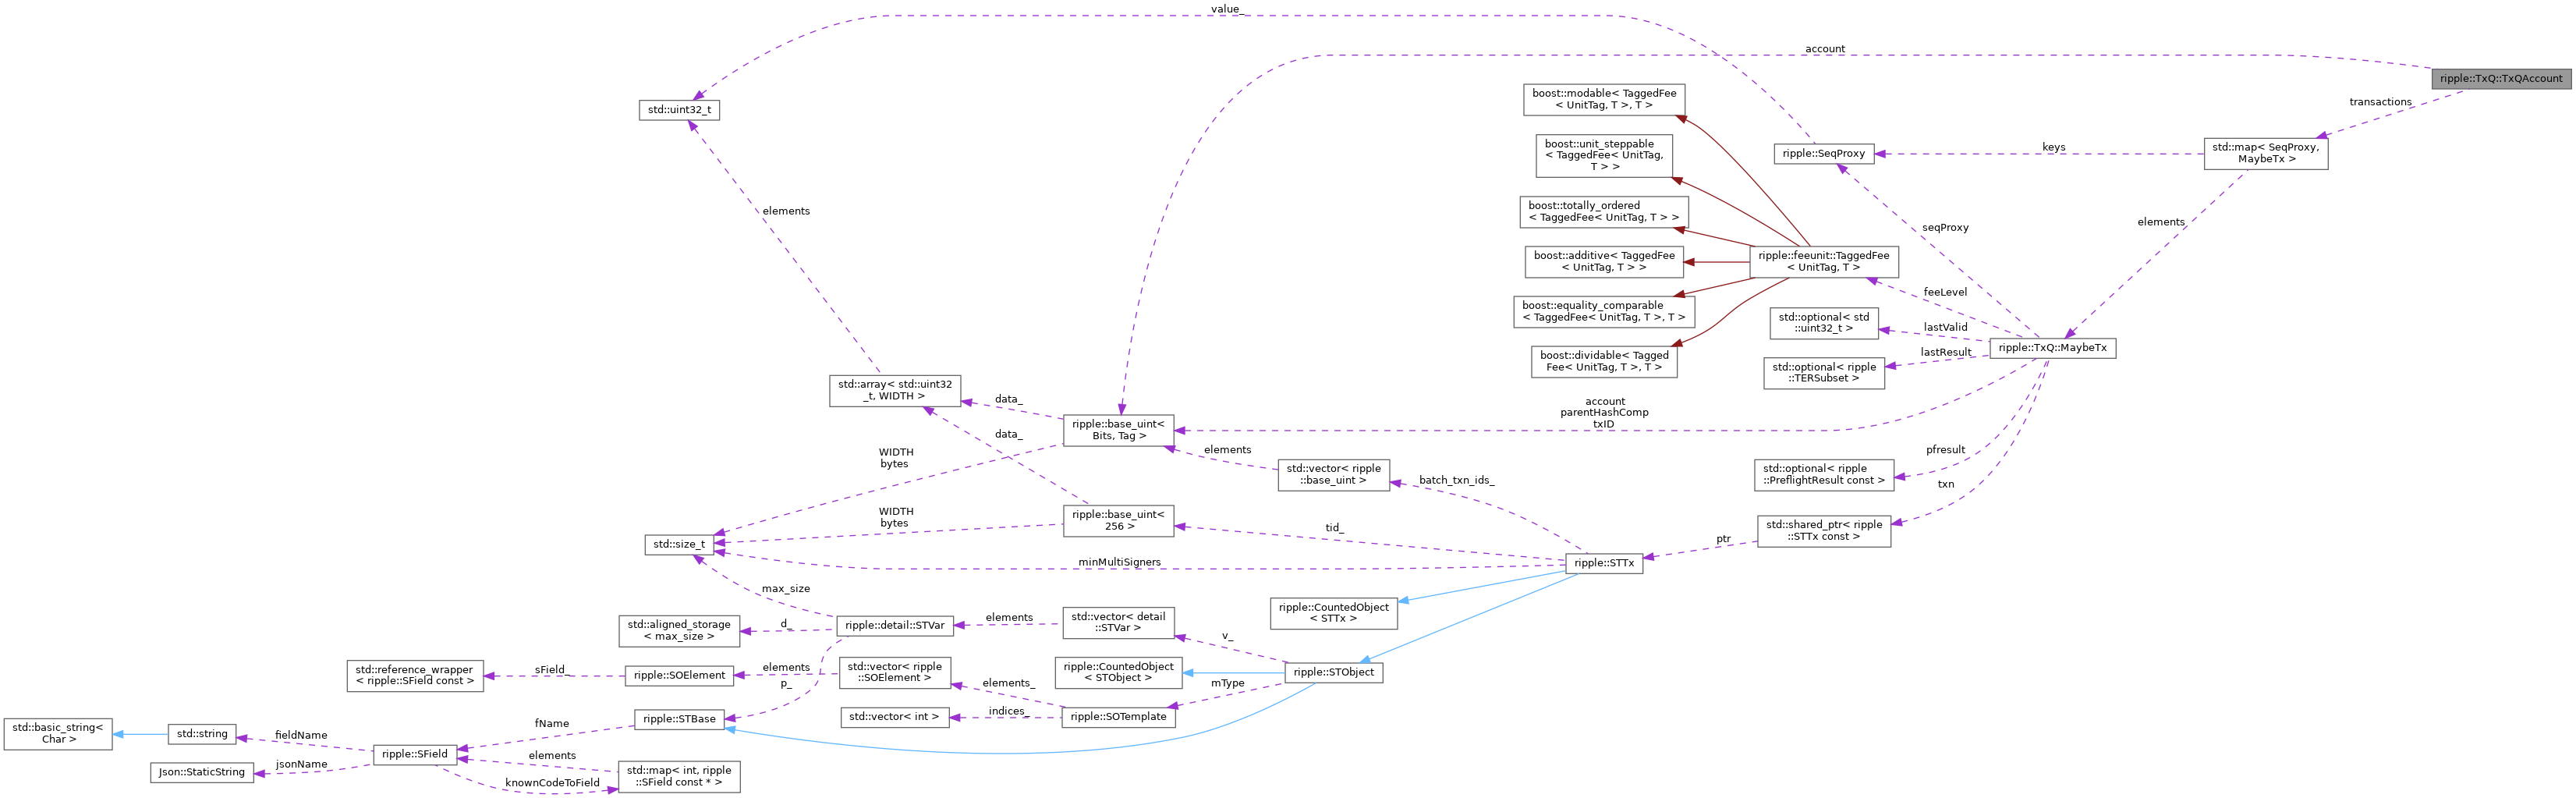 value_
account
ripple::TxQ::TxQAccount
transactions
std::uint32_t
boost::modable< TaggedFee
< UnitTag, T >, T >
boost::unit_steppable
< TaggedFee< UnitTag,
T > >
ripple::SeqProxy
keys
std::map< SeqProxy,
MaybeTx >
elements
boost::totally_ordered
< TaggedFee< UnitTag, T > >
seqProxy
elements
boost::additive< TaggedFee
< UnitTag, T > >
ripple::feeunit::TaggedFee
< UnitTag, T >
feeLevel
boost::equality_comparable
< TaggedFee< UnitTag, T >, T >
std::optional< std
::uint32_t >
lastValid
boost::dividable< Tagged
Fee< UnitTag, T >, T >
std::optional< ripple
::TERSubset >
lastResult
ripple::TxQ::MaybeTx
std::array< std::uint32
_t, WIDTH >
data_
ripple::base_uint<
Bits, Tag >
account
parentHashComp
txID
data_
WIDTH
bytes
elements
std::vector< ripple
::base_uint >
batch_txn_ids_
std::optional< ripple
::PreflightResult const >
pfresult
txn
WIDTH
bytes
ripple::base_uint<
256 >
tid_
std::shared_ptr< ripple
::STTx const >
ptr
std::size_t
minMultiSigners
ripple::STTx
max_size
ripple::CountedObject
< STTx >
std::aligned_storage
< max_size >
d_
ripple::detail::STVar
elements
std::vector< detail
::STVar >
v_
std::reference_wrapper
< ripple::SField const >
sField_
ripple::SOElement
elements
p_
std::vector< ripple
::SOElement >
elements_
ripple::CountedObject
< STObject >
mType
ripple::STObject
std::vector< int >
indices_
ripple::SOTemplate
std::basic_string<
Char >
std::string
fieldName
fName
ripple::STBase
ripple::SField
elements
Json::StaticString
jsonName
knownCodeToField
std::map< int, ripple
::SField const * >